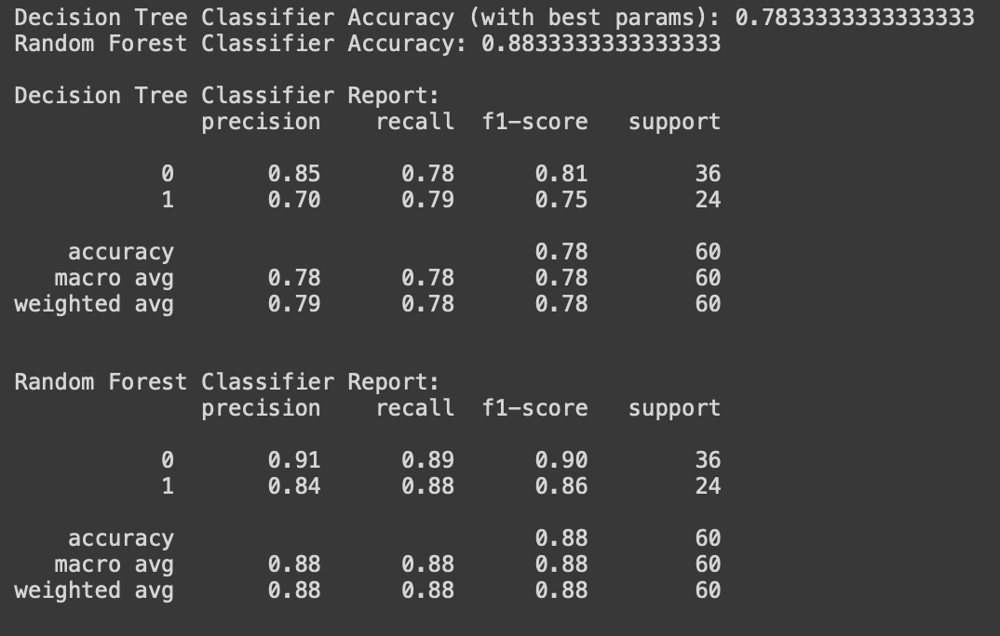 Decision Tree Classifier Accuracy (with best params): 0.7833333333333333
Random Forest Classifier Accuracy: 0.8833333333333333
Decision Tree Classifier Report:
precision recall f1-score support
0 0.85 0.78 0.81 36
1 0.70 0.79 0.75 24
accuracy 0.78 60
macro avg 0.78 0.78 0.78 60
weighted avg 0.79 0.78 0.78 60
Random Forest Classifier Report:
precision recall f1-score support
0 0.91 0.89 0.90 36
1 0.84 0.88 0.86 24
accuracy 0.88 60
macro avg 0.88 0.88 0.88 60
weighted avg 0.88 0.88 0.88 60